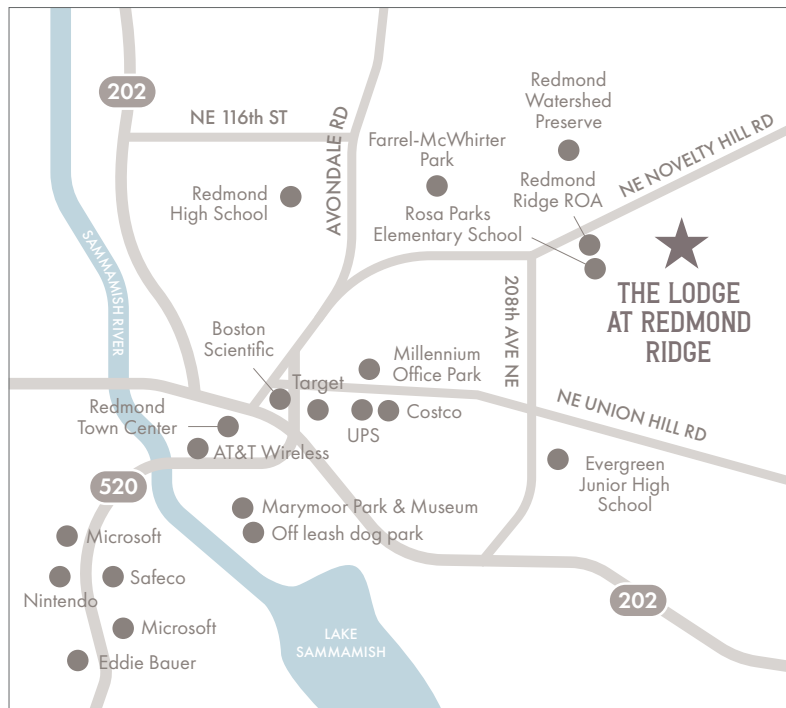 202
NE 116th ST
AVONDALE RD
Redmond
High School
Farrel-McWhirter
Park
Redmond
Watershed
Preserve
NE NOVELTY HILL RD
Redmond
Ridge ROA
Rosa Parks
Elementary School
SAMMAMISH RIVER
THE LODGE
AT REDMOND
RIDGE
208th AVE NE
Boston
Scientific
Target
Millennium
Office Park
Redmond
Town Center
UPS
Costco
NE UNION HILL RD
AT&T Wireless
Evergreen
Junior High
School
520
Marymoor Park & Museum
Off leash dog park
Microsoft
Safeco
Nintendo
202
Microsoft
LAKE
SAMMAMISH
Eddie Bauer